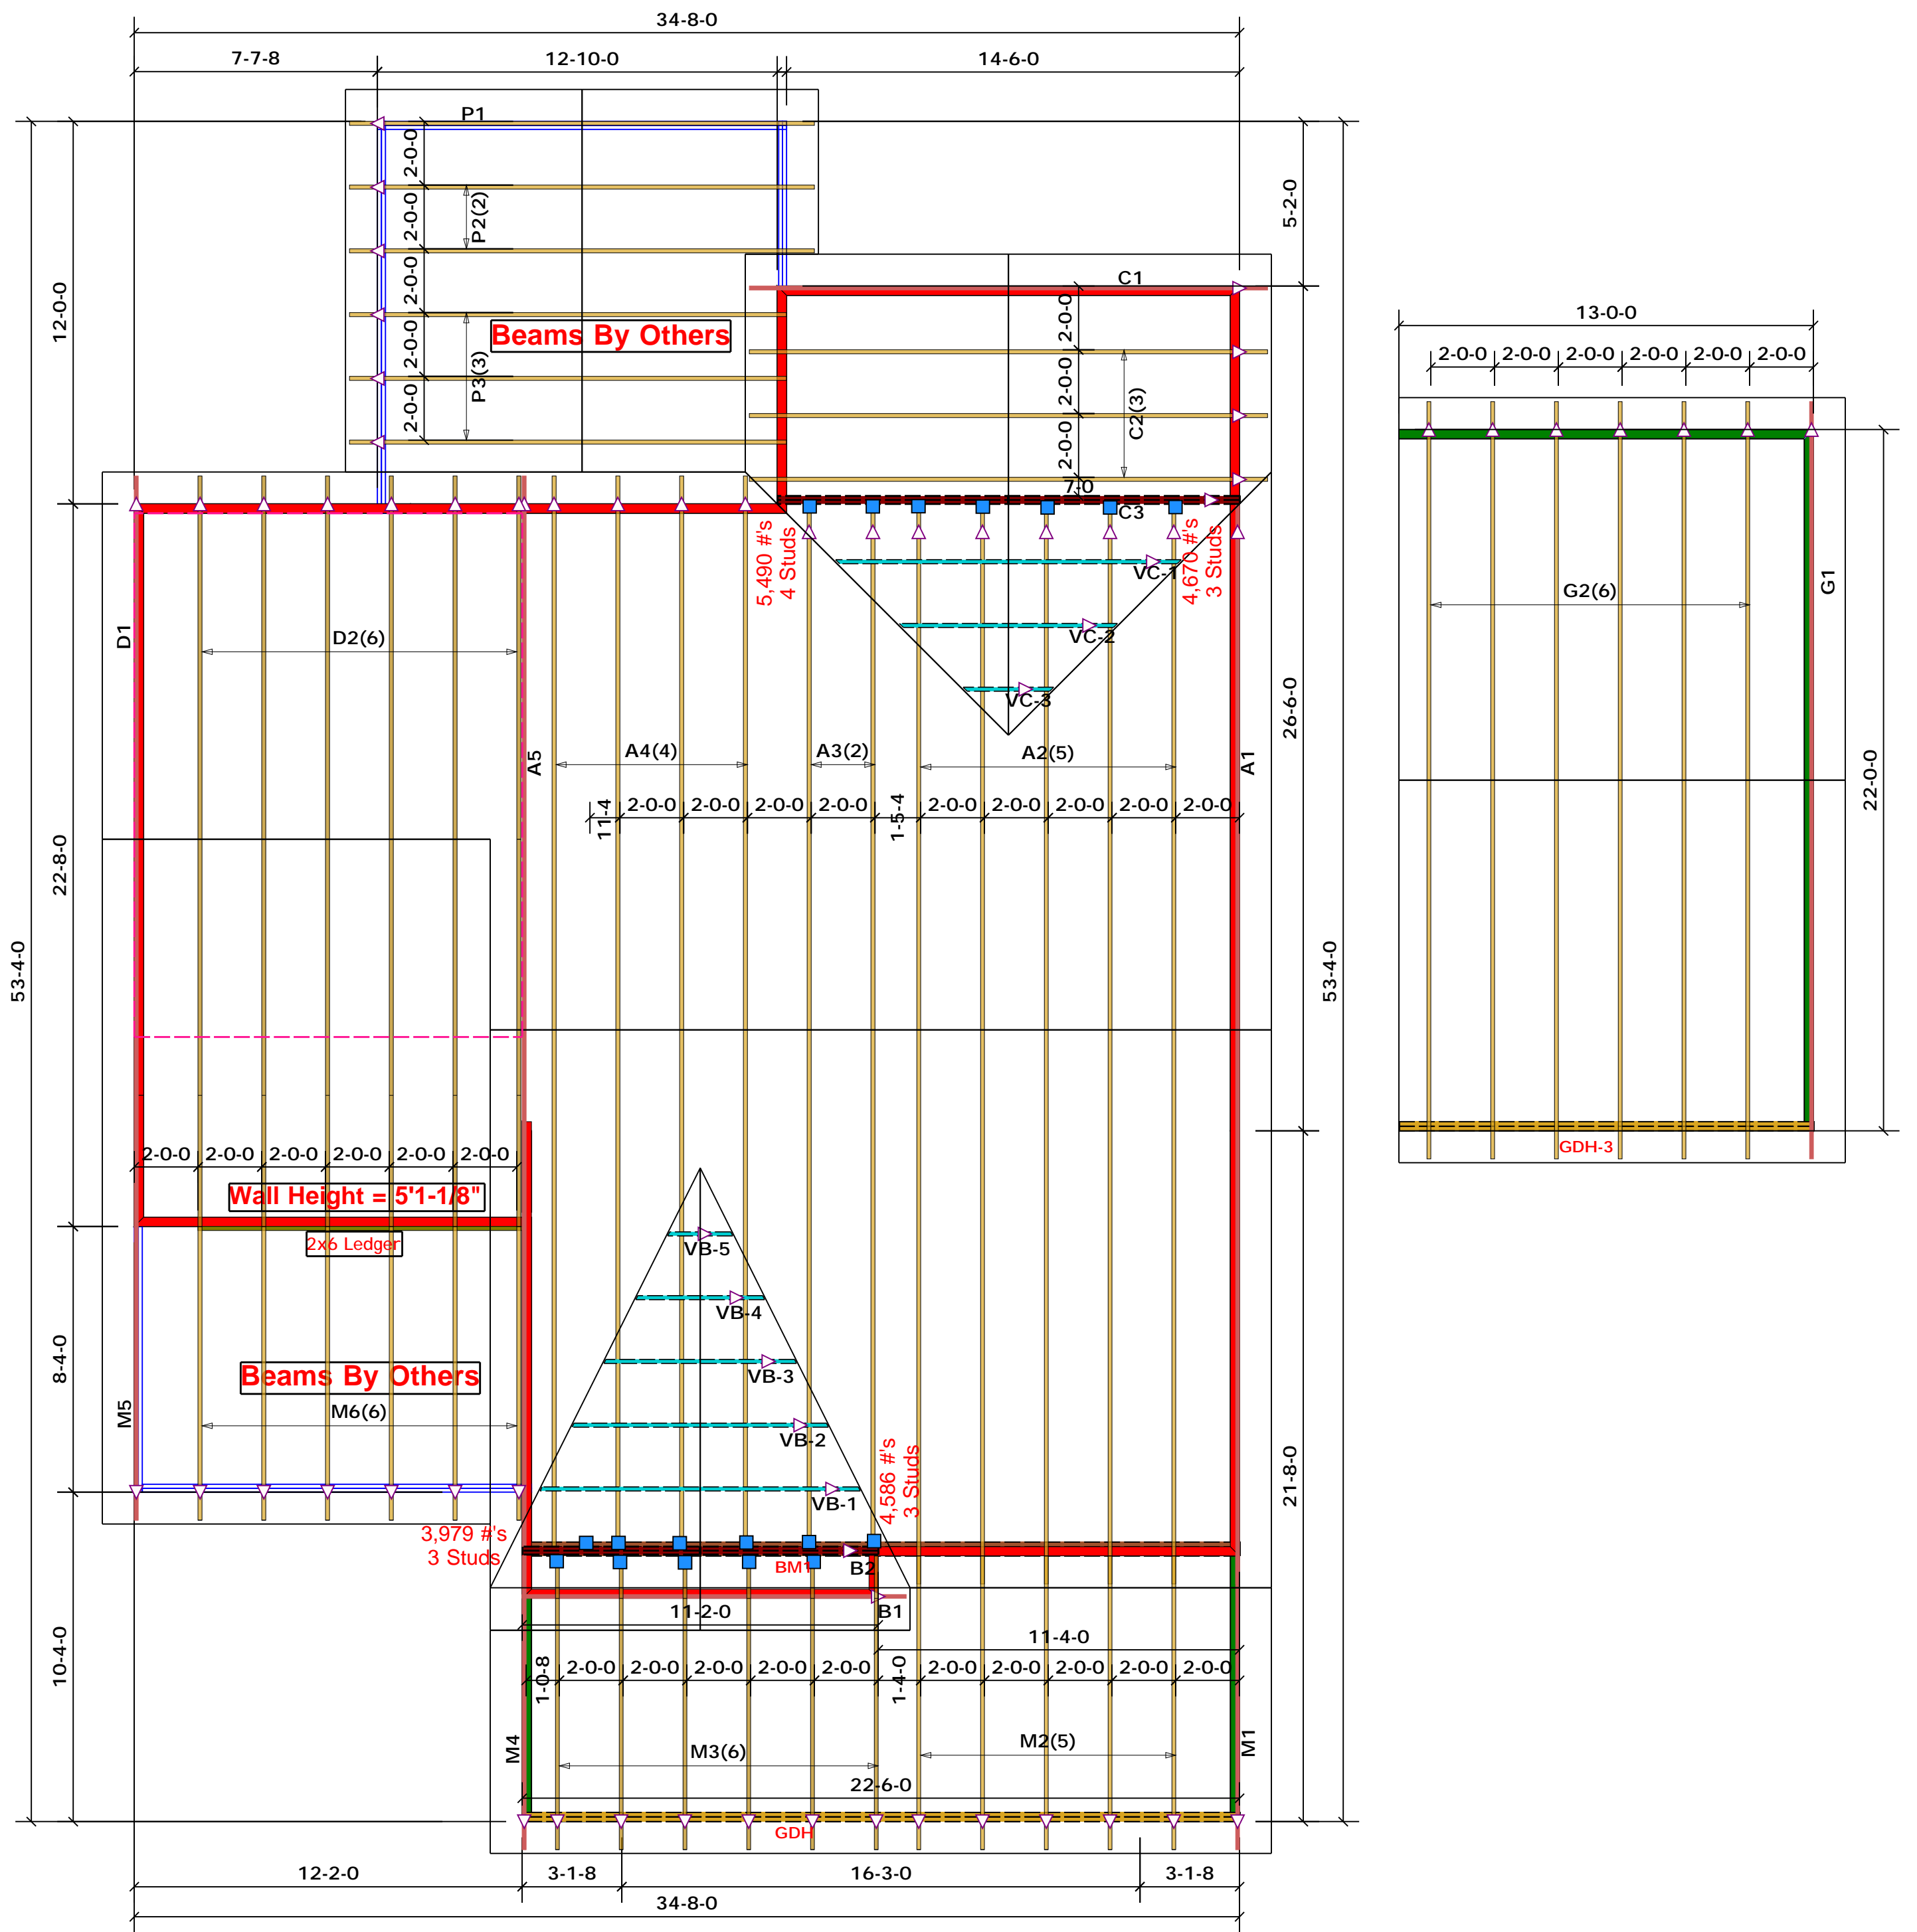 34-8-0
7-7-8
12-10-0
14-6-0
P1
2-0-0
2-0-0
2-0-0
2-0-0
2-0-0
P2(2)
P3(3)
Beams By Others
12-0-0
5-2-0
C1
2-0-0
2-0-0
2-0-0
C2(3)
7-0
C3
13-0-0
2-0-0
2-0-0
2-0-0
2-0-0
2-0-0
2-0-0
G2(6)
G1
22-0-0
GDH-3
5,490 #'s
4 Studs
4,670 #'s
3 Studs
VC-1
VC-2
VC-3
D1
D2(6)
A5
A4(4)
A3(2)
A2(5)
A1
26-6-0
11-4
2-0-0
2-0-0
2-0-0
2-0-0
1-5-4
2-0-0
2-0-0
2-0-0
2-0-0
2-0-0
22-8-0
53-4-0
53-4-0
2-0-0
2-0-0
2-0-0
2-0-0
2-0-0
2-0-0
Wall Height = 5'1-1/8"
2x6 Ledger
VB-5
VB-4
VB-3
VB-2
VB-1
8-4-0
Beams By Others
M5
M6(6)
4,586 #'s
3 Studs
21-8-0
3,979 #'s
3 Studs
BM1
B2
B1
11-2-0
11-4-0
10-4-0
1-0-8
2-0-0
2-0-0
2-0-0
2-0-0
2-0-0
1-4-0
2-0-0
2-0-0
2-0-0
2-0-0
2-0-0
M4
M3(6)
M2(5)
M1
22-6-0
GDH
12-2-0
3-1-8
16-3-0
3-1-8
34-8-0